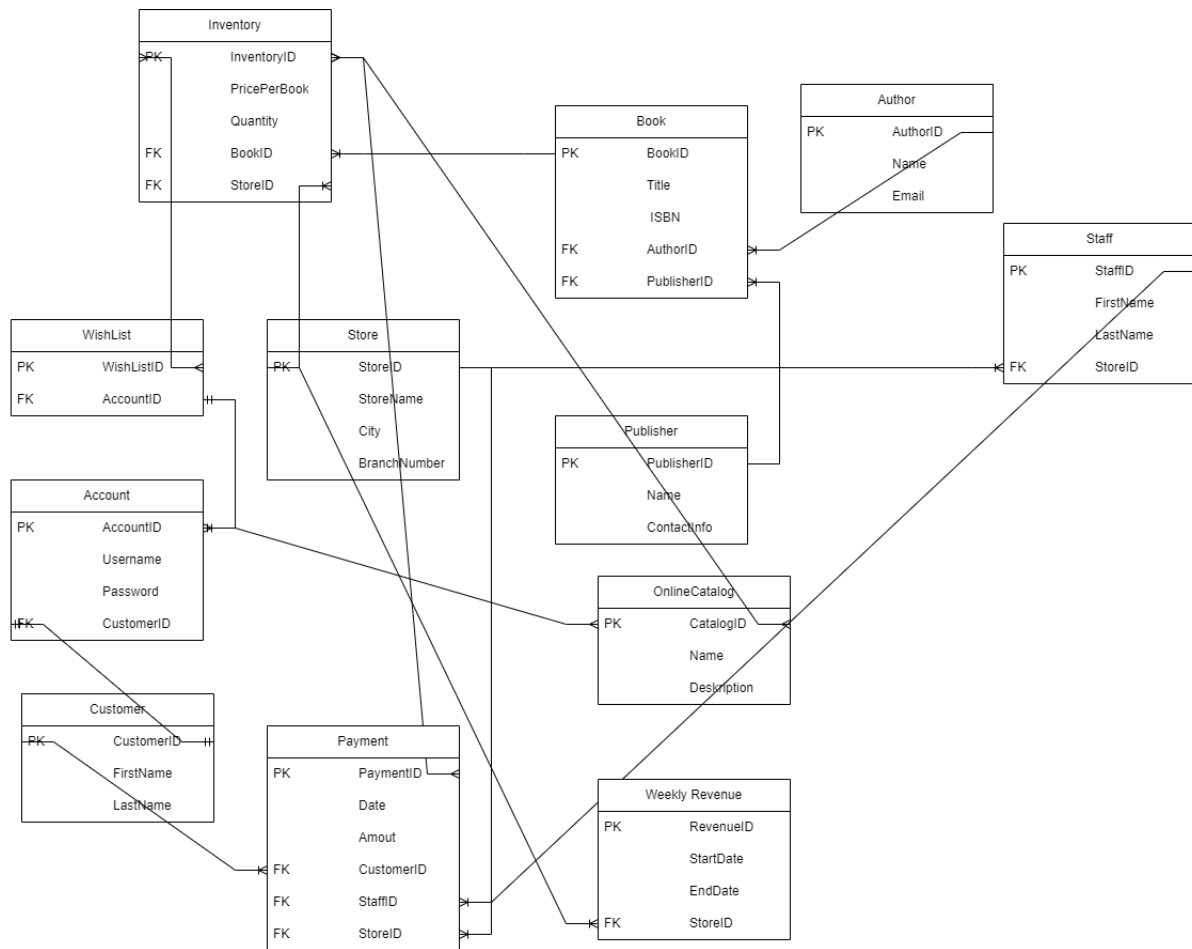 Inventory
PK InventoryID
PricePerBook
Quantity
FK BookID
FK StoreID
Book
PK BookID
Title
ISBN
FK AuthorID
FK PublisherID
Author
PK AuthorID
Name
Email
Staff
PK StaffID
FirstName
LastName
FK StoreID
WishList
PK WishListID
FK AccountID
Store
PK StoreID
StoreName
City
BranchNumber
Publisher
PK PublisherID
Name
ContactInfo
Account
PK AccountID
Username
Password
FK CustomerID
OnlineCatalog
PK CatalogID
Name
Deskription
Customer
PK CustomerID
FirstName
LastName
Payment
PK PaymentID
Date
Amout
FK CustomerID
FK StaffID
FK StoreID
Weekly Revenue
PK RevenueID
StartDate
EndDate
FK StoreID